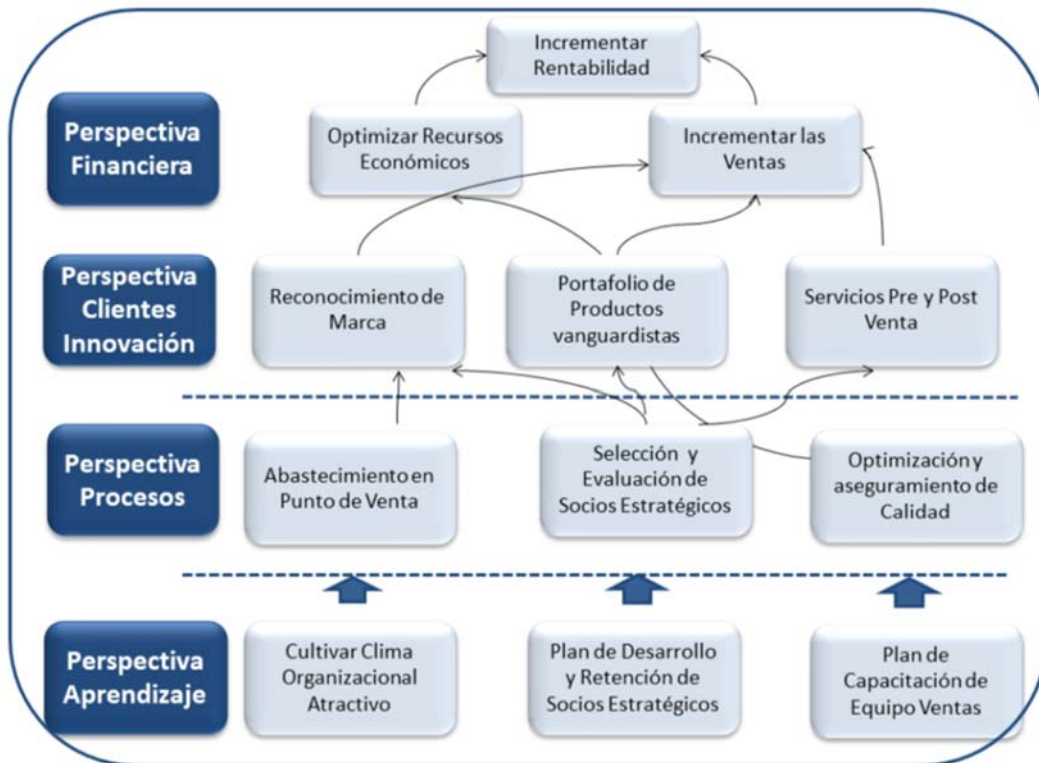 Incrementar
Rentabilidad
Perspectiva
Financiera
Optimizar Recursos
Económicos
Incrementar las
Ventas
Perspectiva
Clientes
Innovación
Reconocimiento de
Marca
Portafolio de
Productos
vanguardistas
Servicios Pre y Post
Venta
Perspectiva
Procesos
Abastecimiento en
Punto de Venta
Selección y
Evaluación de
Socios Estratégicos
Optimización y
aseguramiento de
Calidad
Perspectiva
Aprendizaje
Cultivar Clima
Organizacional
Atractivo
Plan de Desarrollo
y Retención de
Socios Estratégicos
Plan de
Capacitación de
Equipo Ventas